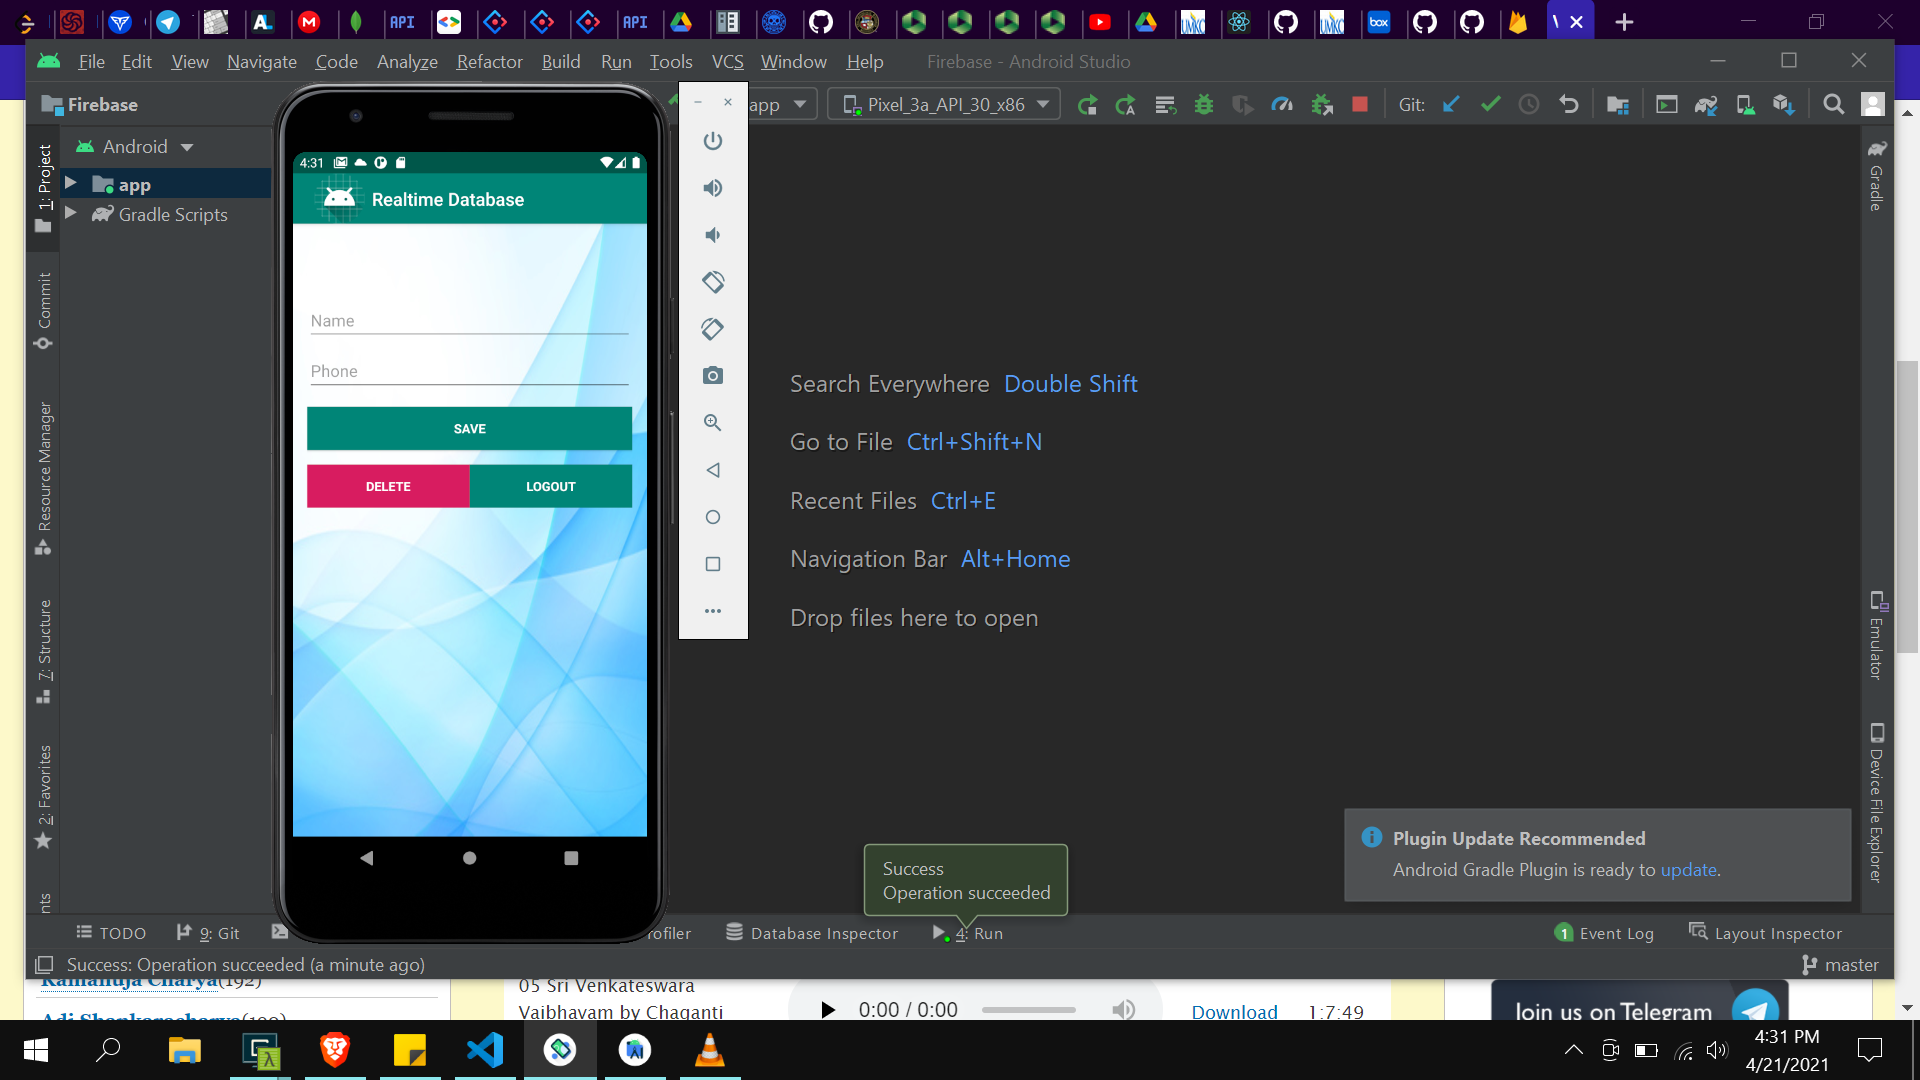 API
API
File Edit View Navigate Code Analyze Refactor Build Run Tools VCS Window Help Firebase - Android Studio
Firebase
app
Pixel_3a_API_30_x86
Git:
1: Project
Android
app
Gradle Scripts
Commit
Resource Manager
7: Structure
2: Favorites
nts
4:31
Realtime Database
Name
Phone
SAVE
DELETE LOGOUT
Search Everywhere Double Shift
Go to File Ctrl+Shift+N
Recent Files Ctrl+E
Navigation Bar Alt+Home
Drop files here to open
Gradle
Emulator
Device File Explorer
Plugin Update Recommended
Android Gradle Plugin is ready to update.
Success
Operation succeeded
TODO
9: Git
rofiler
Database Inspector
4: Run
1 Event Log
Layout Inspector
Success: Operation succeeded (a minute ago)
master
Ramanuja Charya(192)
05 Sri Venkateswara
Vaibhavam by Chaganti
0:00 / 0:00
Download 1:7:49
Join us on Telegram
4:31 PM
4/21/2021